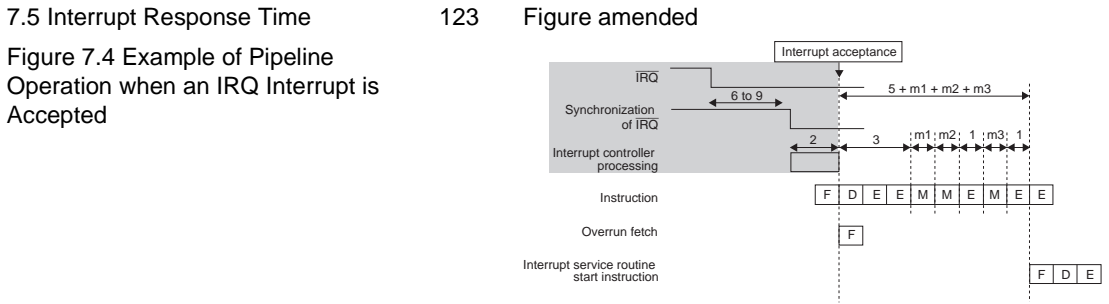 7.5 Interrupt Response Time
Figure 7.4 Example of Pipeline
Operation when an IRQ Interrupt is
Accepted
123
Figure amended
Interrupt acceptance
IRQ
6 to 9
5 + m1 + m2 + m3
Synchronization
of IRQ
2
3
m1
m2
1
m3
1
Interrupt controller
processing
Instruction
F D E E M M E M E E
Overrun fetch
F
Interrupt service routine
start instruction
F D E